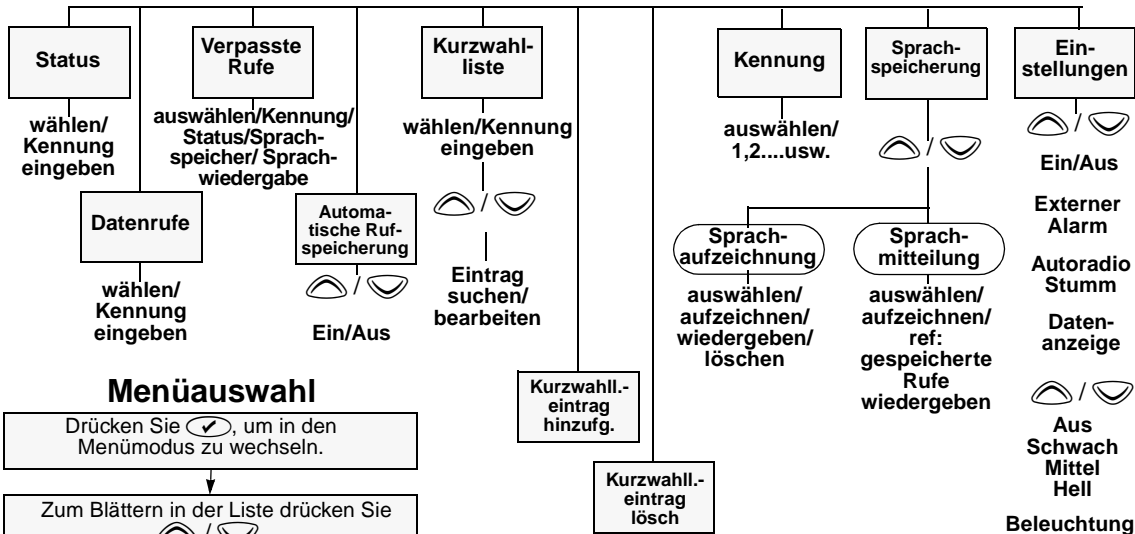 Status
wählen/
Kennung
eingeben
Datenrufe
wählen/
Kennung
eingeben
Verpasste
Rufe
auswählen/Kennung/
Status/Sprach-
speicher/ Sprach-
wiedergabe
Automa-
tische Ruf-
speicherung
/
Ein/Aus
Kurzwahl-
liste
wählen/Kennung
eingeben
/
Eintrag
suchen/
bearbeiten
Kurzwahll.-
eintrag
hinzufg.
Kurzwahll.-
eintrag
lösch
Kennung
auswählen/
1,2....usw.
Sprach-
speicherung
/
Sprach-
aufzeichnung
auswählen/
aufzeichnen/
wiedergeben/
löschen
Sprach-
mitteilung
auswählen/
aufzeichnen/
ref:
gespeicherte
Rufe
wiedergeben
Ein-
stellungen
/
Ein/Aus
Externer
Alarm
Autoradio
Stumm
Daten-
anzeige
/
Aus
Schwach
Mittel
Hell
Beleuchtung
Menüauswahl
Drücken Sie , um in den
Menümodus zu wechseln.
Zum Blättern in der Liste drücken Sie
/